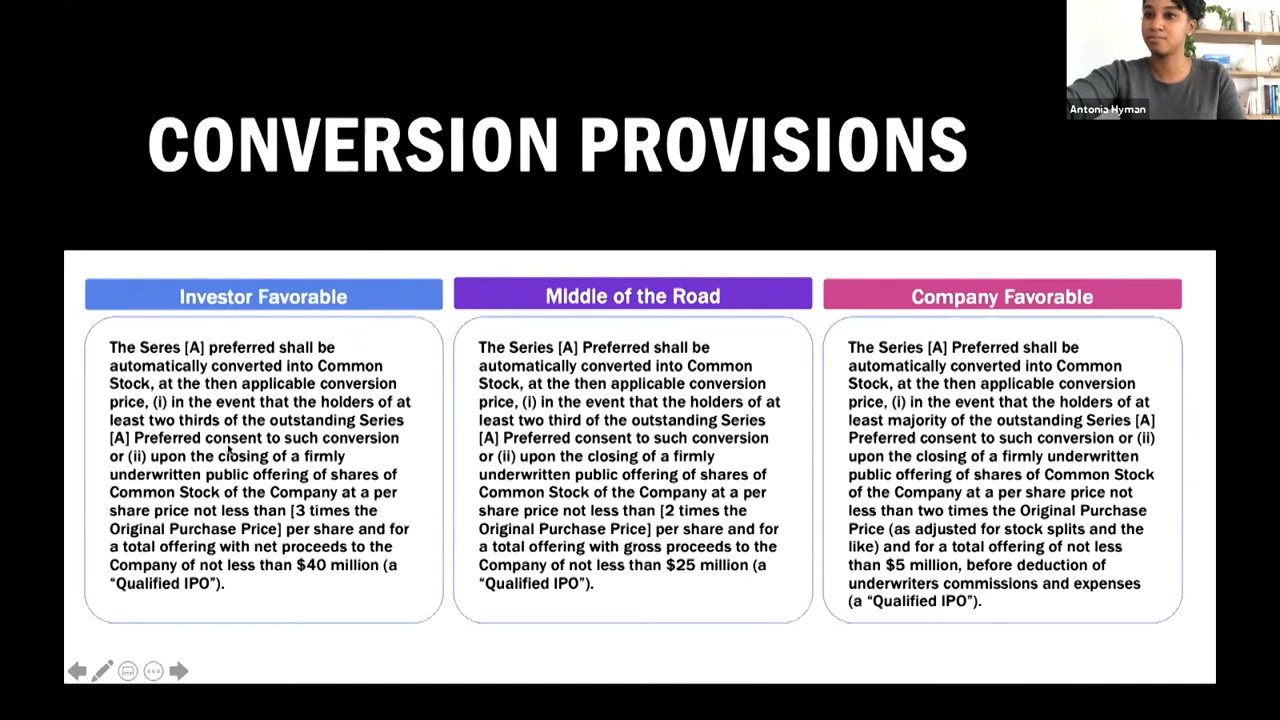 Antonia Hyman
CONVERSION PROVISIONS
Investor Favorable
The Seres [A] preferred shall be
automatically converted into Common
Stock, at the then applicable conversion
price, (i) in the event that the holders of at
least two thirds of the outstanding Series
[A] Preferred consent to such conversion
or (ii) upon the closing of a firmly
underwritten public offering of shares of
Common Stock of the Company at a per
share price not less than [3 times the
Original Purchase Price] per share and for
a total offering with net proceeds to the
Company of not less than $40 million (a
“Qualified IPO”).
MIddle of the Road
The Series [A] Preferred shall be
automatically converted into Common
Stock, at the then applicable conversion
price, (i) in the event that the holders of at
least two third of the outstanding Series
[A] Preferred consent to such conversion
or (ii) upon the closing of a firmly
underwritten public offering of shares of
Common Stock of the Company at a per
share price not less than [2 times the
Original Purchase Price] per share and for
a total offering with gross proceeds to the
Company of not less than $25 million (a
“Qualified IPO”).
Company Favorable
The Series [A] Preferred shall be
automatically converted into Common
Stock, at the then applicable conversion
price, (i) in the event that the holders of at
least majority of the outstanding Series [A]
Preferred consent to such conversion or (ii)
upon the closing of a firmly underwritten
public offering of shares of Common Stock
of the Company at a per share price not
less than two times the Original Purchase
Price (as adjusted for stock splits and the
like) and for a total offering of not less
than $5 million, before deduction of
underwriters commissions and expenses
(a “Qualified IPO”).